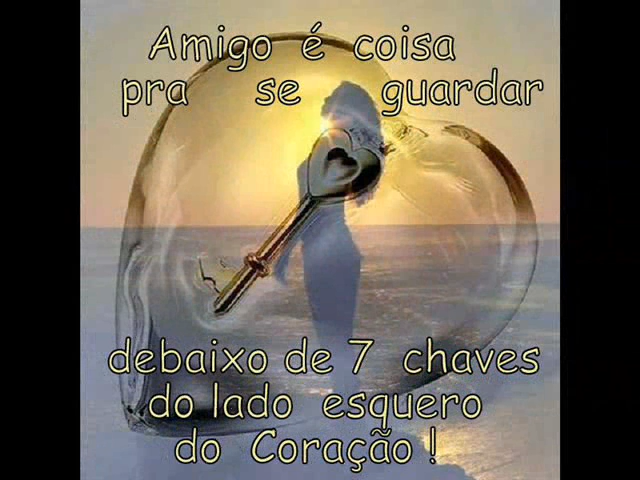 Amigo é coisa
pra se guardar
debaixo de 7 chaves
do lado esquero
do Coração !